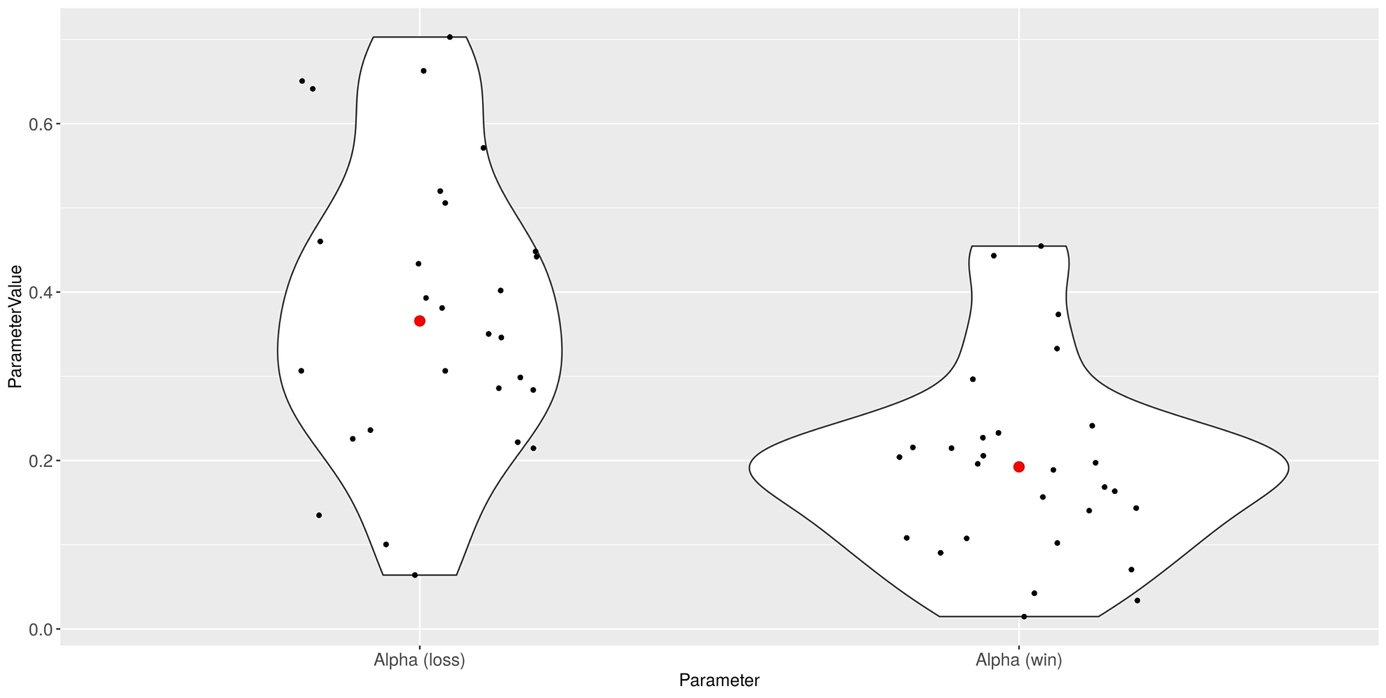 ParameterValue
0.6
0.4
0.2
0.0
Alpha (loss)
Alpha (win)
Parameter